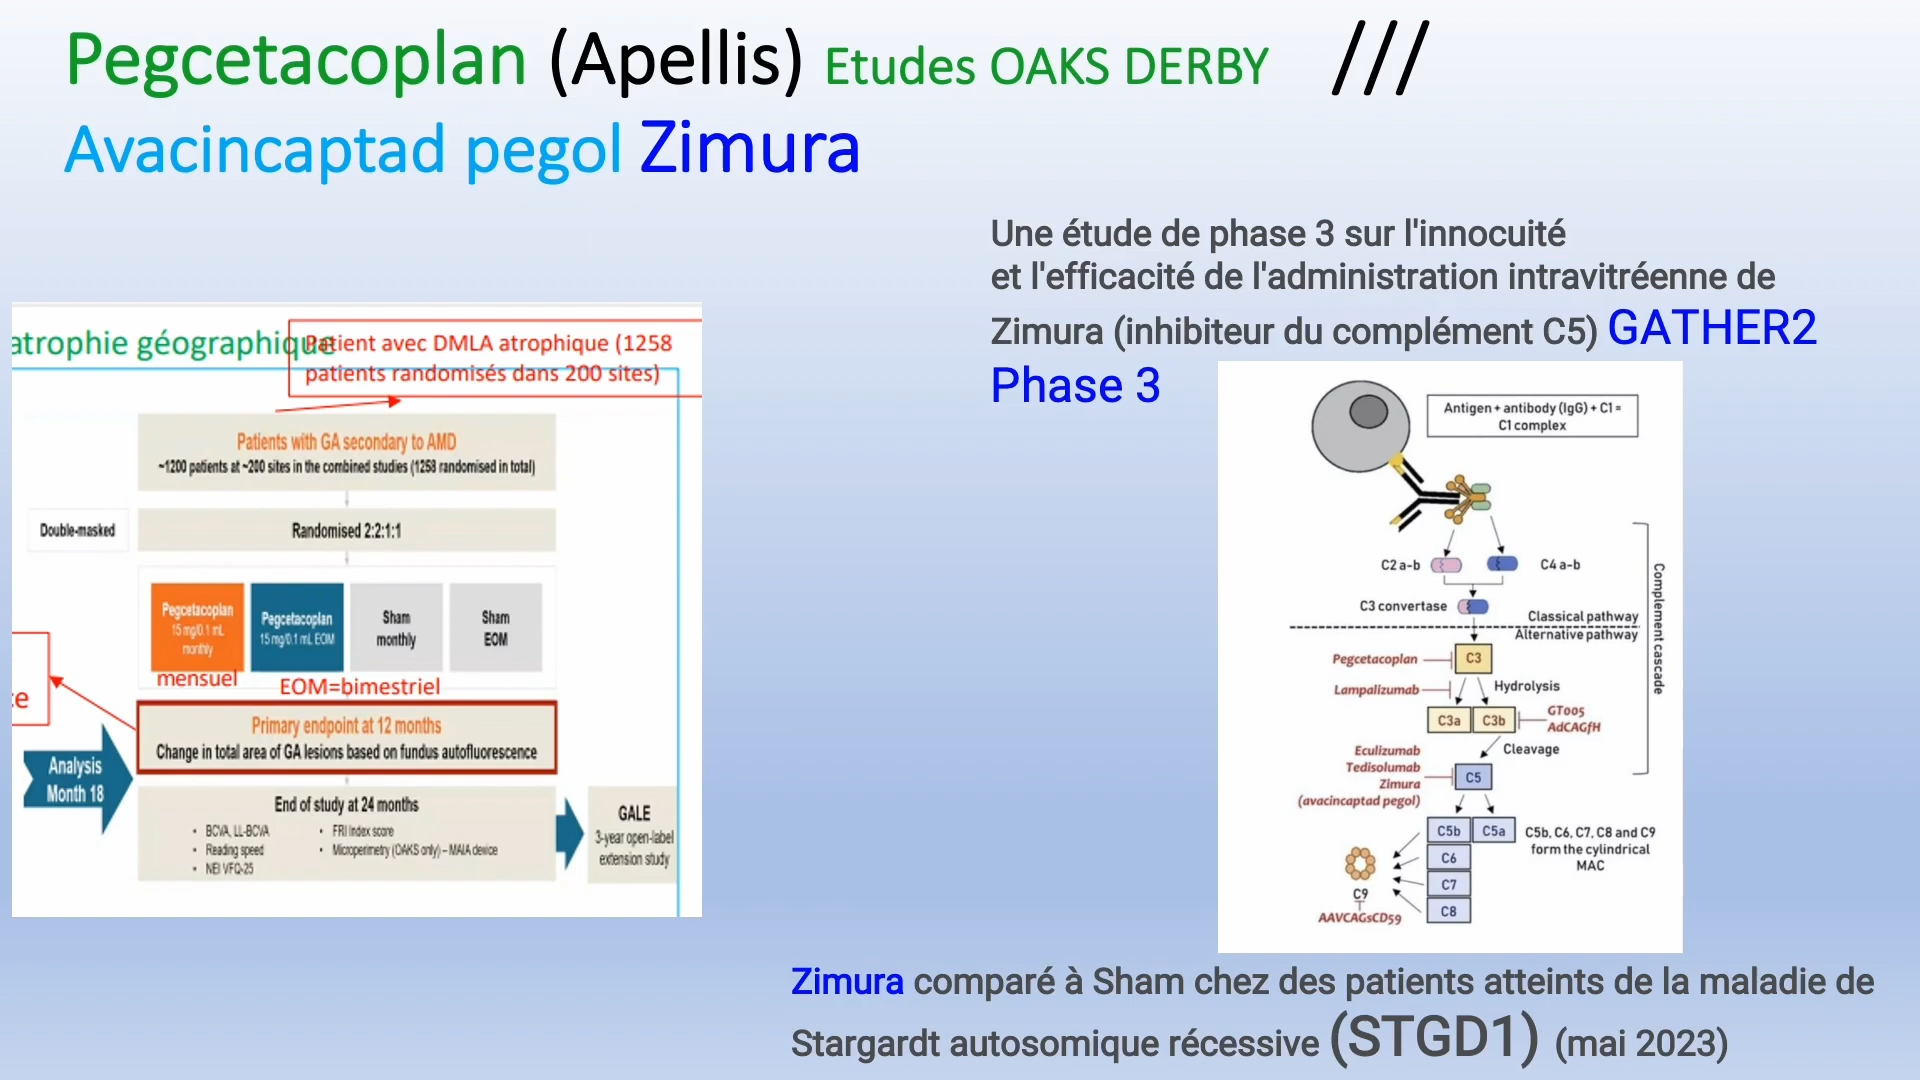 Pegcetacoplan (Apellis) Etudes OAKS DERBY ///
Avacincaptad pegol Zimura
Une étude de phase 3 sur l'innocuité
et l'efficacité de l'administration intravitréenne de
Zimura (inhibiteur du complément C5) GATHER2
Phase 3
atrophie géographique
Patient avec DMLA atrophique (1258
patients randomisés dans 200 sites)
Patients with GA secondary to AMD
~1200 patients at ~200 sites in the combined studies (1258 randomised in total)
Double-masked
Randomised 2:2:1:1
Pegcetacoplan
15 mg/0.1 mL
monthly
Pegcetacoplan
15 mg/0.1 mL EOM
Sham
monthly
Sham
EOM
mensuel
EOM=bimestriel
Primary endpoint at 12 months
Change in total area of GA lesions based on fundus autofluorescence
Analysis
Month 18
End of study at 24 months
• BCVA, LL-BCVA
• Reading speed
• NEI VFQ-25
• FRI Index score
• Microperimetry (OAKS only) – MAIA device
GALE
3-year open-label
extension study
Antigen + antibody (IgG) + C1 =
C1 complex
C2 a-b
C4 a-b
C3 convertase
Classical pathway
Alternative pathway
Complement cascade
Pegcetacoplan
C3
Lampalizumab
Hydrolysis
C3a
C3b
GT005
AdCAGfH
Cleavage
Eculizumab
Tedisolumab
Zimura
(avacincaptad pegol)
C5
C5b
C5a
C6
C7
C8
C5b, C6, C7, C8 and C9
form the cylindrical
MAC
C9
AAVCAGsCD59
Zimura comparé à Sham chez des patients atteints de la maladie de
Stargardt autosomique récessive (STGD1) (mai 2023)